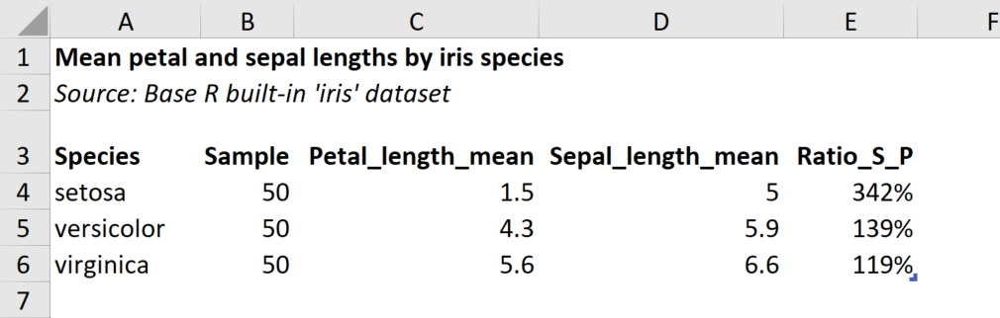 A B C D E F
1 Mean petal and sepal lengths by iris species
2 Source: Base R built-in 'iris' dataset
3 Species Sample Petal_length_mean Sepal_length_mean Ratio_S_P
4 setosa 50 1.5 5 342%
5 versicolor 50 4.3 5.9 139%
6 virginica 50 5.6 6.6 119%
7